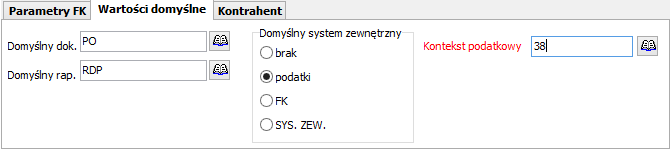 Parametry FK Wartości domyślne Kontrahent
Domyślny dok. PO
Domyślny rap. RDP
Domyślny system zewnętrzny
brak
podatki
FK
SYS. ZEW.
Kontekst podatkowy 38